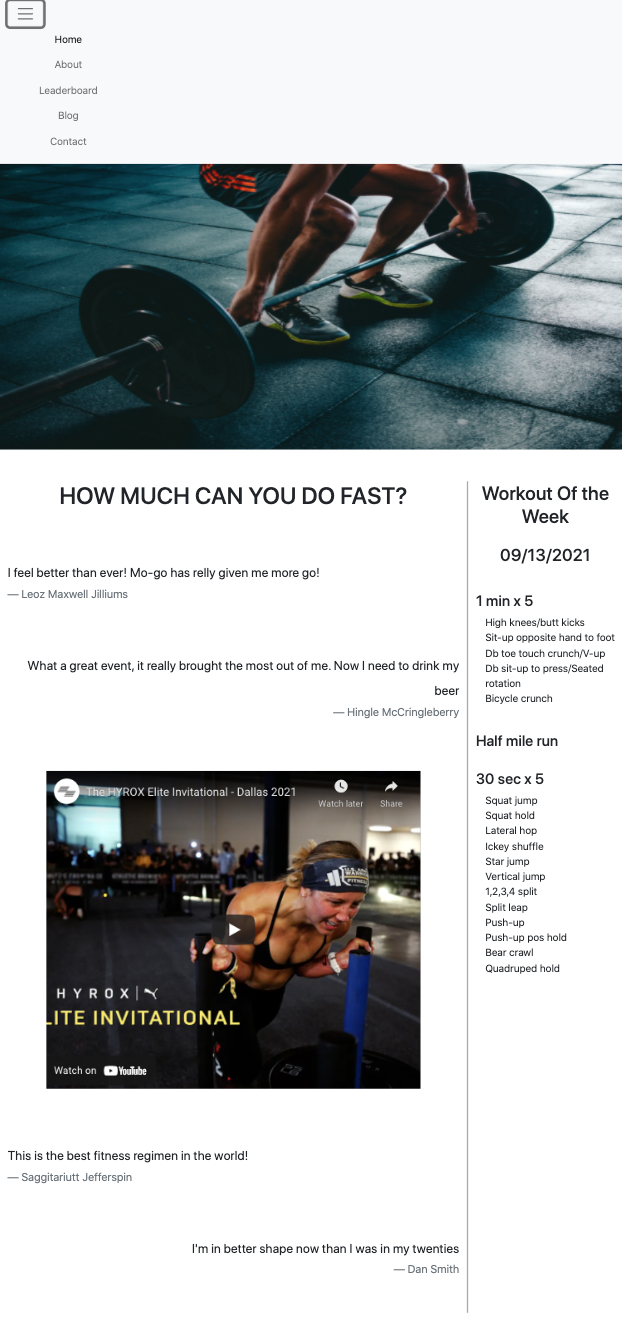 Home
About
Leaderboard
Blog
Contact
HOW MUCH CAN YOU DO FAST?
I feel better than ever! Mo-go has relly given me more go!
— Leoz Maxwell Jilliums
What a great event, it really brought the most out of me. Now I need to drink my
beer
— Hingle McCringleberry
The HYROX Elite Invitational - Dallas 2021
Watch later
Share
HYROX
LITE INVITATIONAL
Watch on YouTube
This is the best fitness regimen in the world!
— Saggitariutt Jefferspin
I'm in better shape now than I was in my twenties
— Dan Smith
Workout Of the
Week
09/13/2021
1 min x 5
High knees/butt kicks
Sit-up opposite hand to foot
Db toe touch crunch/V-up
Db sit-up to press/Seated
rotation
Bicycle crunch
Half mile run
30 sec x 5
Squat jump
Squat hold
Lateral hop
Ickey shuffle
Star jump
Vertical jump
1,2,3,4 split
Split leap
Push-up
Push-up pos hold
Bear crawl
Quadruped hold